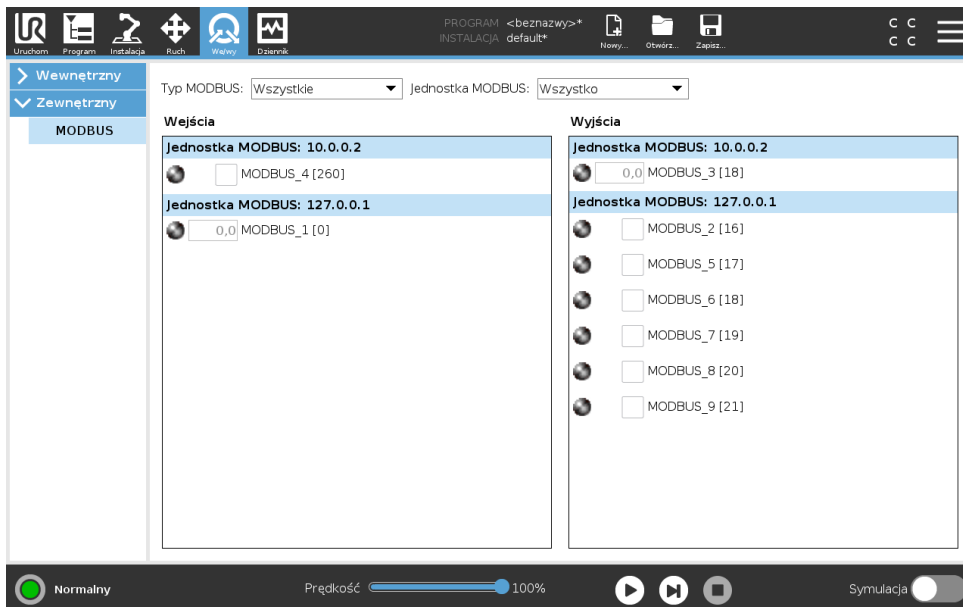 PROGRAM <beznazwy>*
INSTALACJA default*
C C
C C
Uruchom Program Instalacja Ruch We/wy Dziennik Nowy... Otwórz... Zapisz...
Wewnętrzny
Zewnętrzny
MODBUS
Typ MODBUS: Wszystkie Jednostka MODBUS: Wszystko
Wejścia
Jednostka MODBUS: 10.0.0.2
MODBUS_4 [260]
Jednostka MODBUS: 127.0.0.1
0,0 MODBUS_1 [0]
Wyjścia
Jednostka MODBUS: 10.0.0.2
0,0 MODBUS_3 [18]
Jednostka MODBUS: 127.0.0.1
MODBUS_2 [16]
MODBUS_5 [17]
MODBUS_6 [18]
MODBUS_7 [19]
MODBUS_8 [20]
MODBUS_9 [21]
Normalny Prędkość 100% Symulacja